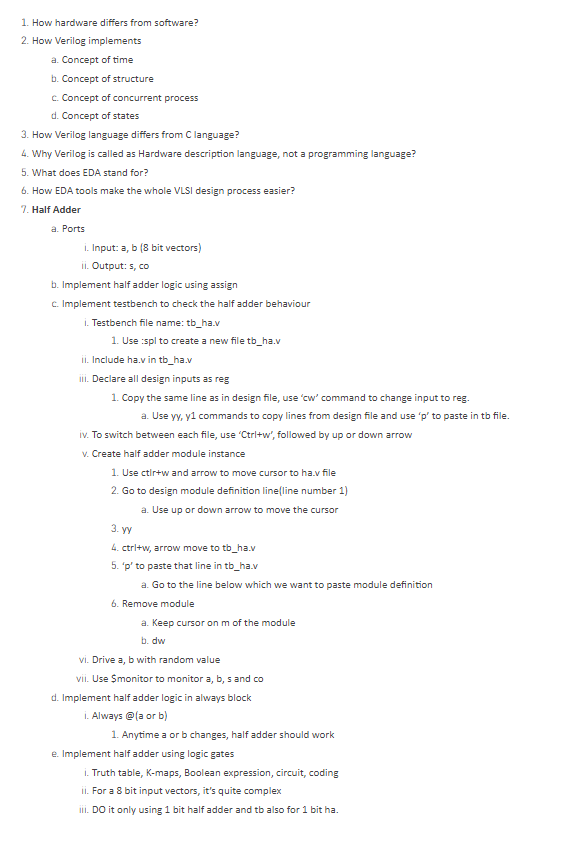 1. How hardware differs from software?
2. How Verilog implements
a. Concept of time
b. Concept of structure
c. Concept of concurrent process
d. Concept of states
3. How Verilog language differs from C language?
4. Why Verilog is called as Hardware description language, not a programming language?
5. What does EDA stand for?
6. How EDA tools make the whole VLSI design process easier?
7. Half Adder
a. Ports
i. Input: a, b (8 bit vectors)
ii. Output: s, co
b. Implement half adder logic using assign
c. Implement testbench to check the half adder behaviour
i. Testbench file name: tb_ha.v
1. Use :spl to create a new file tb_ha.v
ii. Include ha.v in tb_ha.v
iii. Declare all design inputs as reg
1. Copy the same line as in design file, use ‘cw’ command to change input to reg.
a. Use yy, y1 commands to copy lines from design file and use ‘p’ to paste in tb file.
iv. To switch between each file, use ‘Ctrl+w’, followed by up or down arrow
v. Create half adder module instance
1. Use ctlr+w and arrow to move cursor to ha.v file
2. Go to design module definition line(line number 1)
a. Use up or down arrow to move the cursor
3. yy
4. ctrl+w, arrow move to tb_ha.v
5. ‘p’ to paste that line in tb_ha.v
a. Go to the line below which we want to paste module definition
6. Remove module
a. Keep cursor on m of the module
b. dw
vi. Drive a, b with random value
vii. Use $monitor to monitor a, b, s and co
d. Implement half adder logic in always block
i. Always @(a or b)
1. Anytime a or b changes, half adder should work
e. Implement half adder using logic gates
i. Truth table, K-maps, Boolean expression, circuit, coding
ii. For a 8 bit input vectors, it’s quite complex
iii. DO it only using 1 bit half adder and tb also for 1 bit ha.